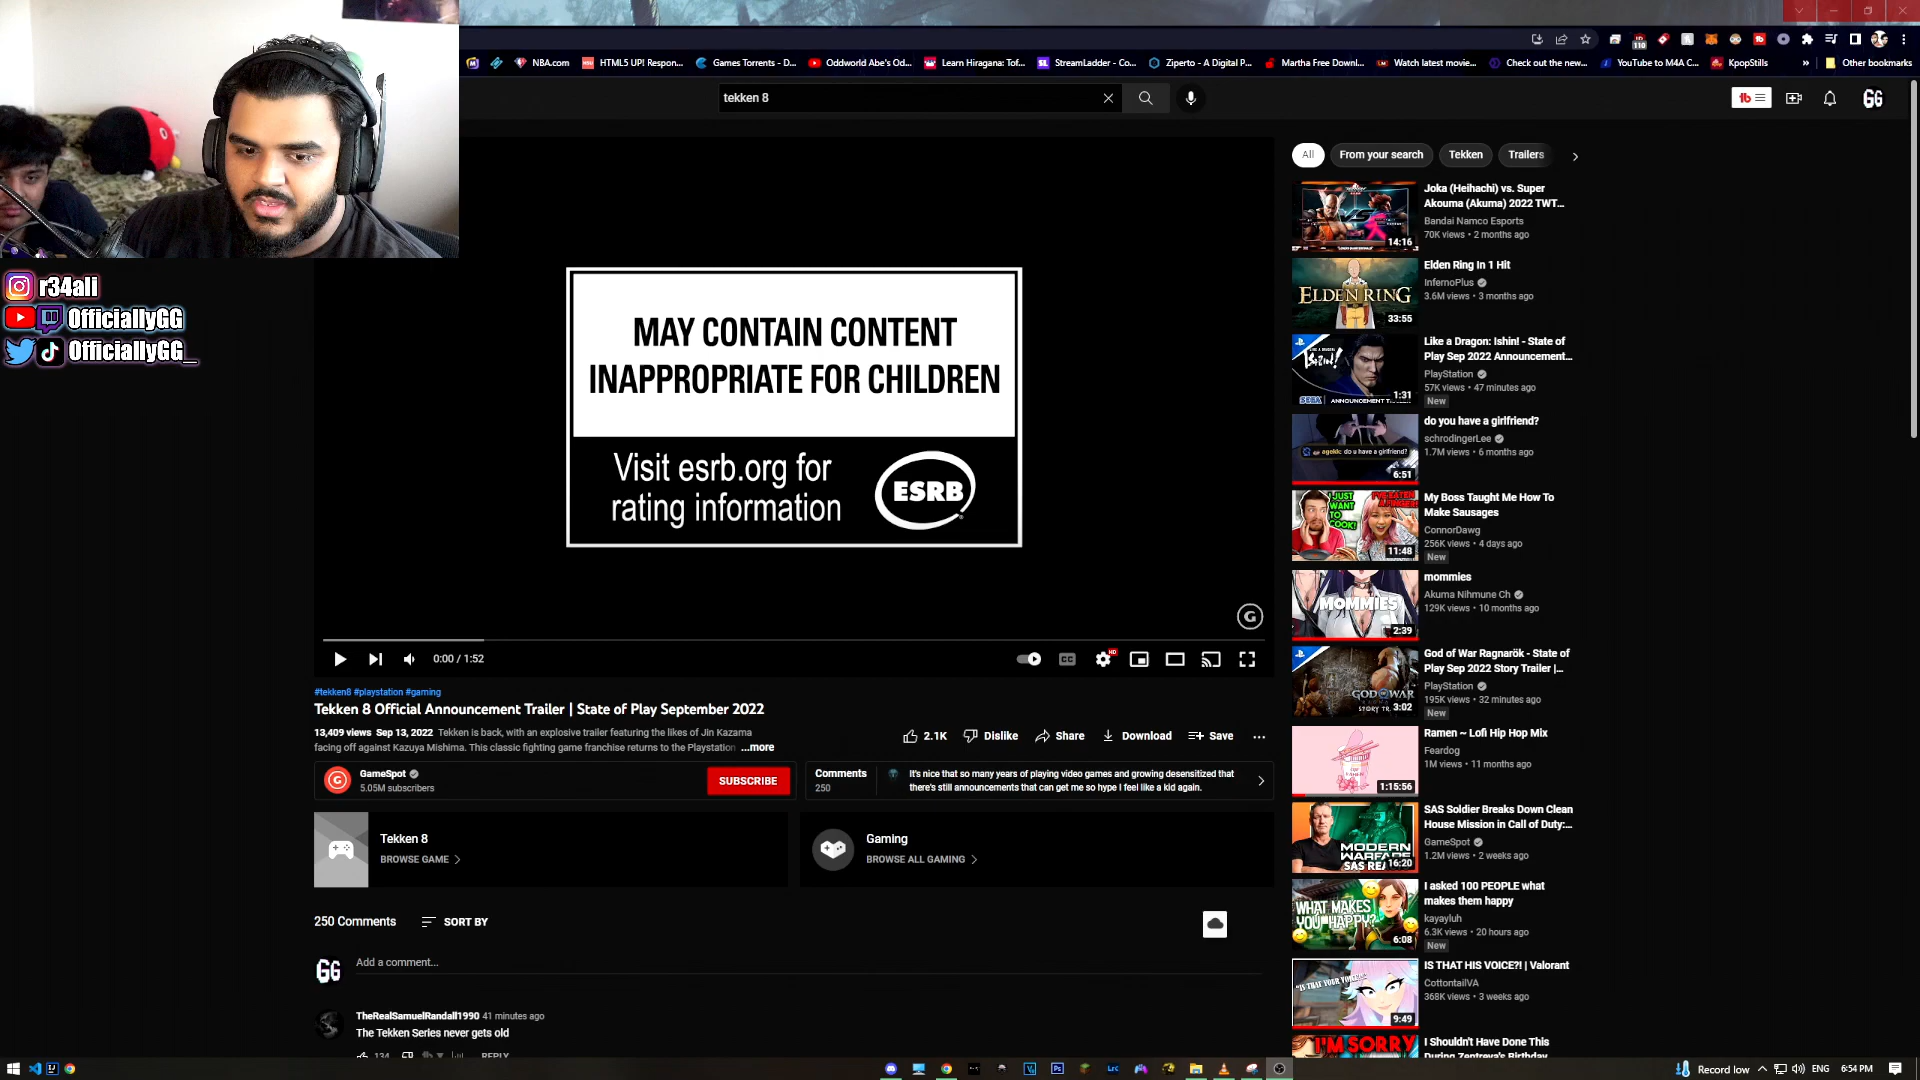 NBA.com
HTML5 UP! Respon...
Games Torrents - D...
Oddworld Abe's Od...
Learn Hiragana: Tof...
StreamLadder - Co...
Ziperto - A Digital P...
Martha Free Downl...
Watch latest movie...
Check out the new...
YouTube to M4A C...
KpopStills
Other bookmarks
tekken 8
GG
r34ali
OfficiallyGG
OfficiallyGG_
MAY CONTAIN CONTENT
INAPPROPRIATE FOR CHILDREN
Visit esrb.org for
rating information
ESRB
0:00 / 1:52
#tekken8 #playstation #gaming
Tekken 8 Official Announcement Trailer | State of Play September 2022
13,409 views Sep 13, 2022 Tekken is back, with an explosive trailer featuring the likes of Jin Kazama
facing off against Kazuya Mishima. This classic fighting game franchise returns to the Playstation ...more
2.1K
Dislike
Share
Download
Save
GameSpot
5.05M subscribers
SUBSCRIBE
Comments
250
It's nice that so many years of playing video games and growing desensitized that
there's still announcements that can get me so hype I feel like a kid again.
Tekken 8
BROWSE GAME
Gaming
BROWSE ALL GAMING
250 Comments
SORT BY
GG
Add a comment...
TheRealSamuelRandall1990 41 minutes ago
The Tekken Series never gets old
134
REPLY
All
From your search
Tekken
Trailers
Joka (Heihachi) vs. Super
Akouma (Akuma) 2022 TWT...
Bandai Namco Esports
70K views • 2 months ago
14:16
Elden Ring In 1 Hit
InfernoPlus
3.6M views • 3 months ago
ELDEN RING
33:55
Like a Dragon: Ishin! - State of
Play Sep 2022 Announcement...
PlayStation
57K views • 47 minutes ago
New
1:31
do you have a girlfriend?
schrodingerLee
1.7M views • 6 months ago
6:51
My Boss Taught Me How To
Make Sausages
ConnorDawg
256K views • 4 days ago
New
I JUST
WANT
TO
COOK!
11:48
mommies
Akuma Nihmune Ch
129K views • 10 months ago
MOMMIES
2:39
God of War Ragnarök - State of
Play Sep 2022 Story Trailer |...
PlayStation
195K views • 32 minutes ago
New
GOD OF WAR
3:02
Ramen ~ Lofi Hip Hop Mix
Feardog
1M views • 11 months ago
1:15:56
SAS Soldier Breaks Down Clean
House Mission in Call of Duty:...
GameSpot
1.2M views • 2 weeks ago
MODERN
WARFARE
SAS REA
16:20
I asked 100 PEOPLE what
makes them happy
kayayluh
6.3K views • 20 hours ago
New
WHAT MAKES
YOU HAPPY?
6:08
IS THAT HIS VOICE?! | Valorant
CottontailVA
368K views • 3 weeks ago
9:49
I Shouldn't Have Done This
During Zentreya's Birthday
I'M SORRY
Record low
ENG
6:54 PM